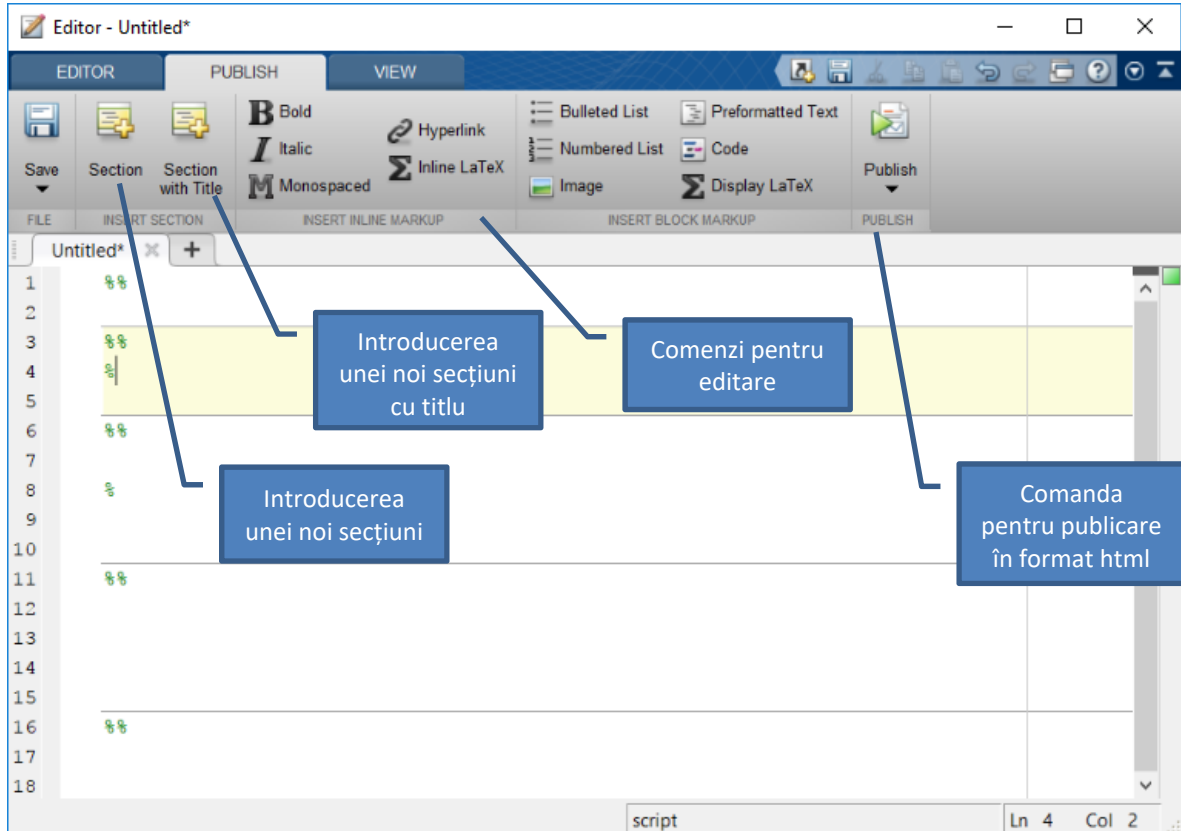 Editor - Untitled*
EDITOR PUBLISH VIEW
Save
Section
Section
with Title
B Bold
I Italic
M Monospaced
Hyperlink
Σ Inline LaTeX
Bulleted List
Numbered List
Image
Preformatted Text
Code
Σ Display LaTeX
Publish
FILE INSERT SECTION INSERT INLINE MARKUP INSERT BLOCK MARKUP PUBLISH
Untitled*
1 %%
2
3 %%
4 %
5
6 %%
7
8 %
9
10
11 %%
12
13
14
15
16 %%
17
18
Introducerea
unei noi secțiuni
cu titlu
Comenzi pentru
editare
Introducerea
unei noi secțiuni
Comanda
pentru publicare
în format html
script Ln 4 Col 2